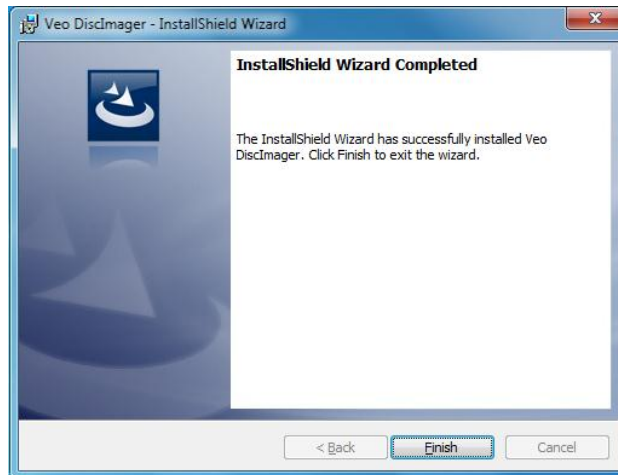 Veo DiscImager - InstallShield Wizard
InstallShield Wizard Completed
The InstallShield Wizard has successfully installed Veo
DiscImager. Click Finish to exit the wizard.
< Back
Finish
Cancel